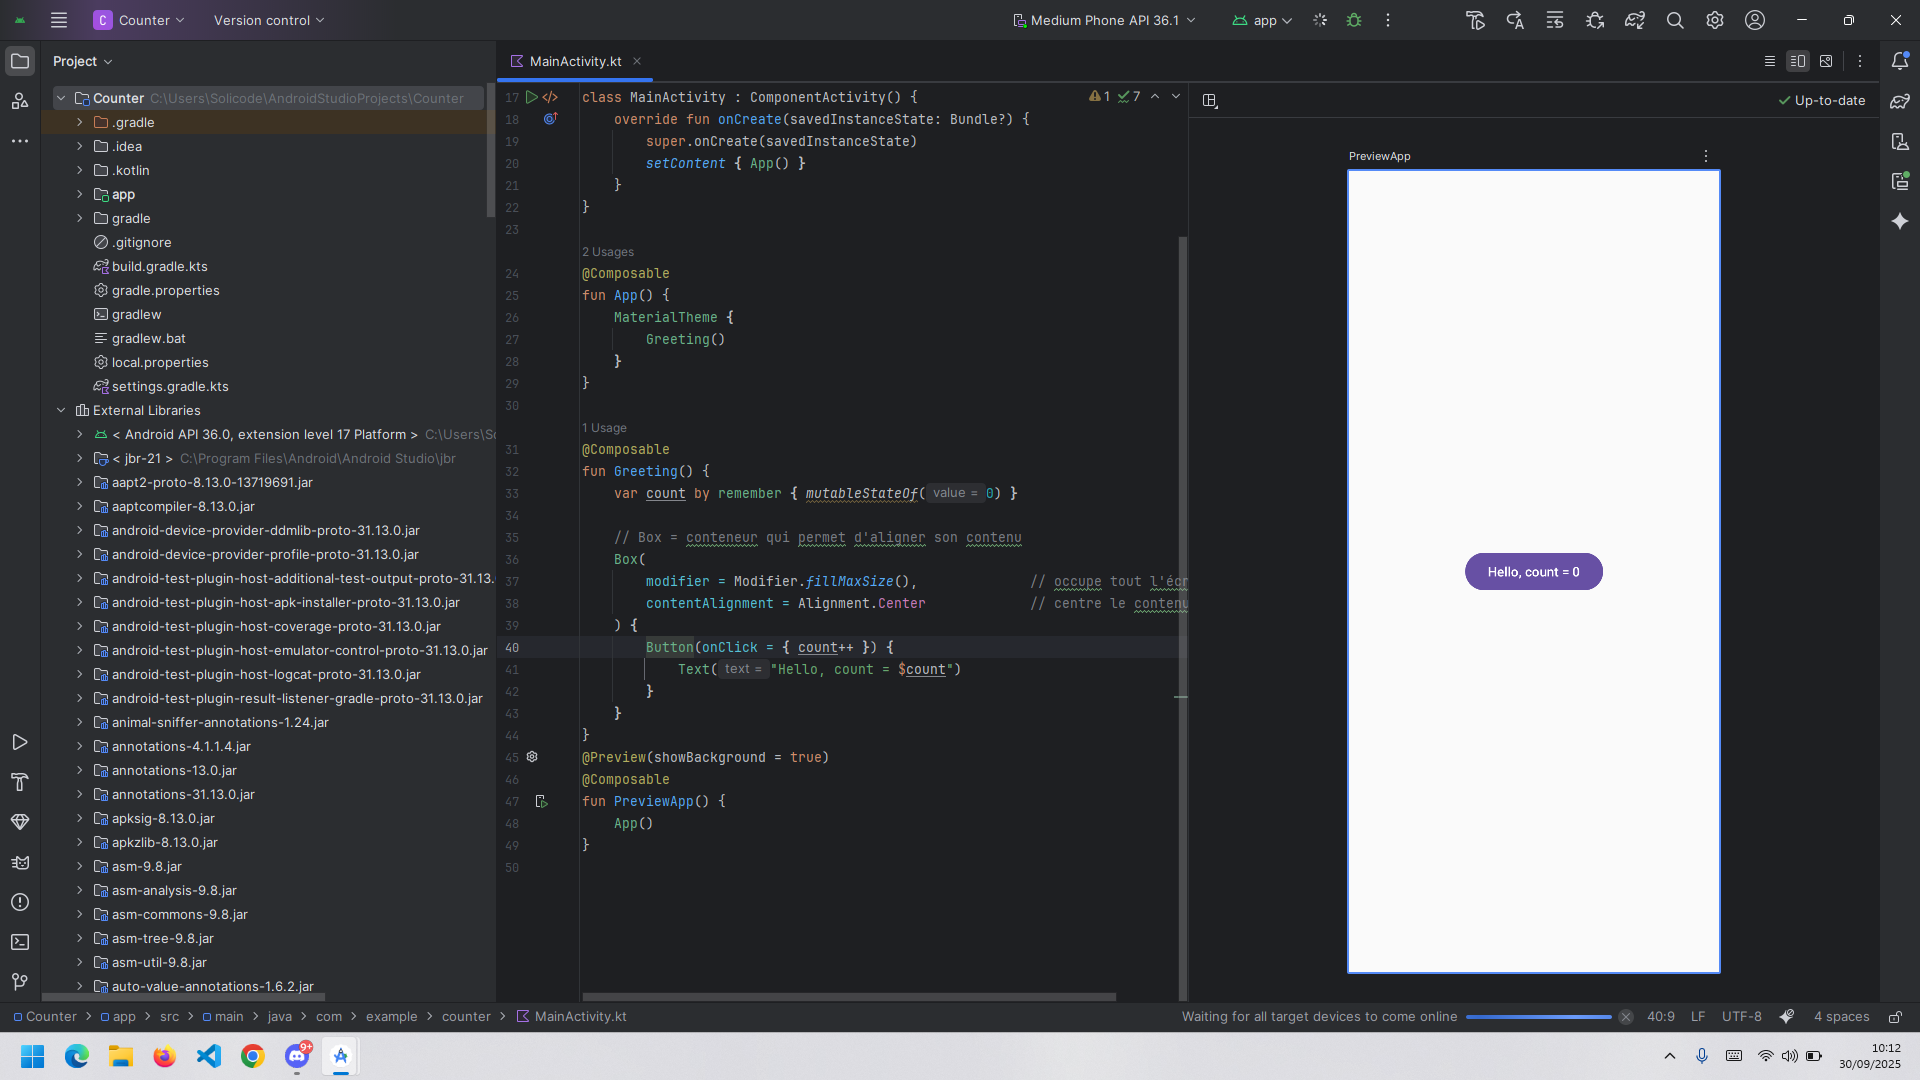 C Counter Version control Medium Phone API 36.1 app
Project MainActivity.kt
Counter C:\Users\Solicode\AndroidStudioProjects\Counter
.gradle
.idea
.kotlin
app
gradle
.gitignore
build.gradle.kts
gradle.properties
gradlew
gradlew.bat
local.properties
settings.gradle.kts
External Libraries
< Android API 36.0, extension level 17 Platform > C:\Users\So
< jbr-21 > C:\Program Files\Android\Android Studio\jbr
aapt2-proto-8.13.0-13719691.jar
aaptcompiler-8.13.0.jar
android-device-provider-ddmlib-proto-31.13.0.jar
android-device-provider-profile-proto-31.13.0.jar
android-test-plugin-host-additional-test-output-proto-31.13.
android-test-plugin-host-apk-installer-proto-31.13.0.jar
android-test-plugin-host-coverage-proto-31.13.0.jar
android-test-plugin-host-emulator-control-proto-31.13.0.jar
android-test-plugin-host-logcat-proto-31.13.0.jar
android-test-plugin-result-listener-gradle-proto-31.13.0.jar
animal-sniffer-annotations-1.24.jar
annotations-4.1.1.4.jar
annotations-13.0.jar
annotations-31.13.0.jar
apksig-8.13.0.jar
apkzlib-8.13.0.jar
asm-9.8.jar
asm-analysis-9.8.jar
asm-commons-9.8.jar
asm-tree-9.8.jar
asm-util-9.8.jar
auto-value-annotations-1.6.2.jar
17 class MainActivity : ComponentActivity() {
18 override fun onCreate(savedInstanceState: Bundle?) {
19 super.onCreate(savedInstanceState)
20 setContent { App() }
21 }
22 }
23
2 Usages
24 @Composable
25 fun App() {
26 MaterialTheme {
27 Greeting()
28 }
29 }
30
1 Usage
31 @Composable
32 fun Greeting() {
33 var count by remember { mutableStateOf( value = 0) }
34
35 // Box = conteneur qui permet d'aligner son contenu
36 Box(
37 modifier = Modifier.fillMaxSize(), // occupe tout l'écr
38 contentAlignment = Alignment.Center // centre le contenu
39 ) {
40 Button(onClick = { count++ }) {
41 Text( text = "Hello, count = $count")
42 }
43 }
44 }
45 @Preview(showBackground = true)
46 @Composable
47 fun PreviewApp() {
48 App()
49 }
50
1 7
Up-to-date
PreviewApp
Hello, count = 0
Counter > app > src > main > java > com > example > counter > MainActivity.kt
Waiting for all target devices to come online 40:9 LF UTF-8 4 spaces
9+
10:12
30/09/2025